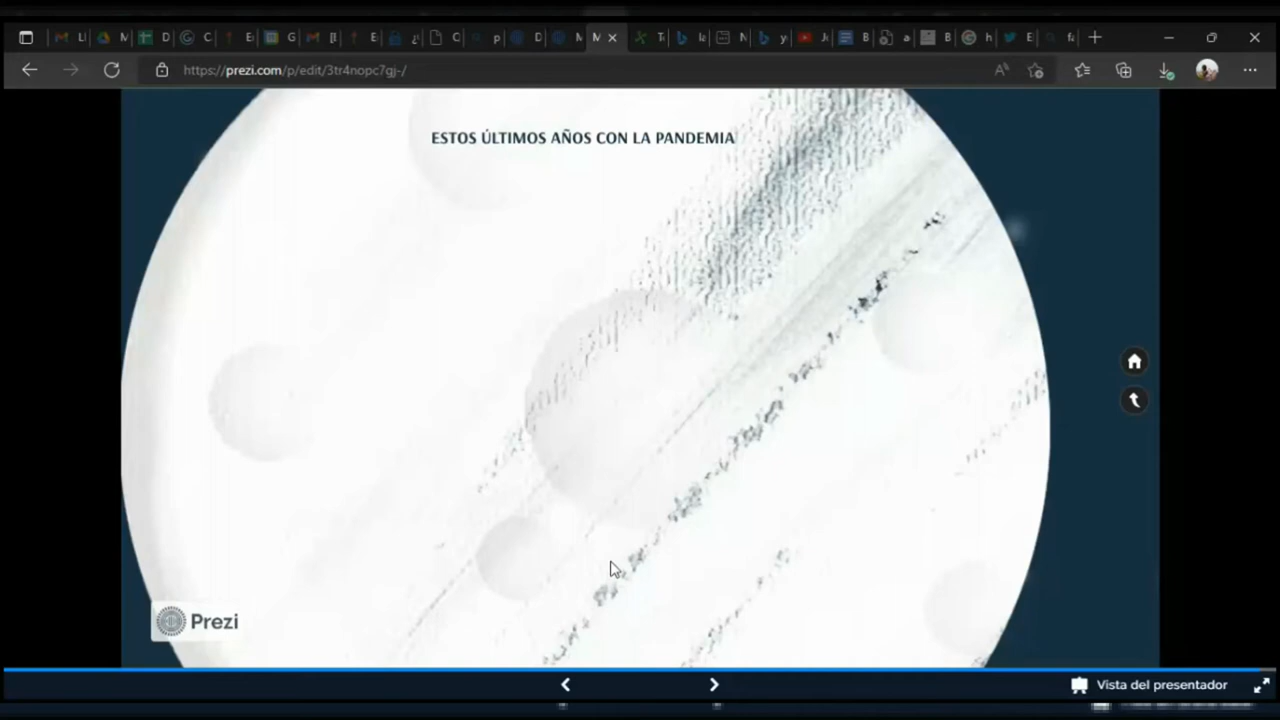 https://prezi.com/p/edit/3tr4nopc7gj-/
ESTOS ÚLTIMOS AÑOS CON LA PANDEMIA
Prezi
Vista del presentador